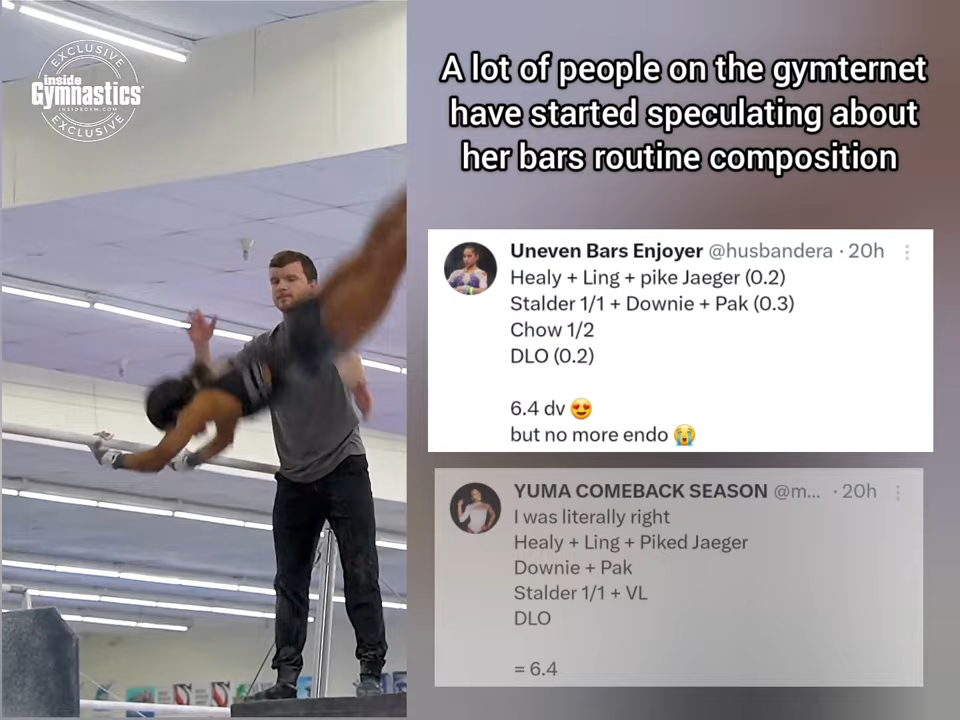 EXCLUSIVE
inside
Gymnastics
INSIDEGYM.COM
EXCLUSIVE
A lot of people on the gymternet
have started speculating about
her bars routine composition
Uneven Bars Enjoyer @husbandera · 20h
Healy + Ling + pike Jaeger (0.2)
Stalder 1/1 + Downie + Pak (0.3)
Chow 1/2
DLO (0.2)
6.4 dv 😍
but no more endo 😭
YUMA COMEBACK SEASON @m... · 20h
I was literally right
Healy + Ling + Piked Jaeger
Downie + Pak
Stalder 1/1 + VL
DLO
= 6.4